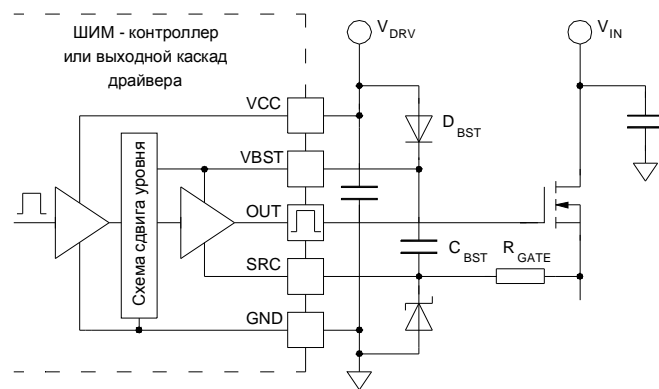 ШИМ - контроллер
или выходной каскад
драйвера
V DRV
V IN
VCC
D BST
VBST
Схема сдвига уровня
OUT
C BST
R GATE
SRC
GND